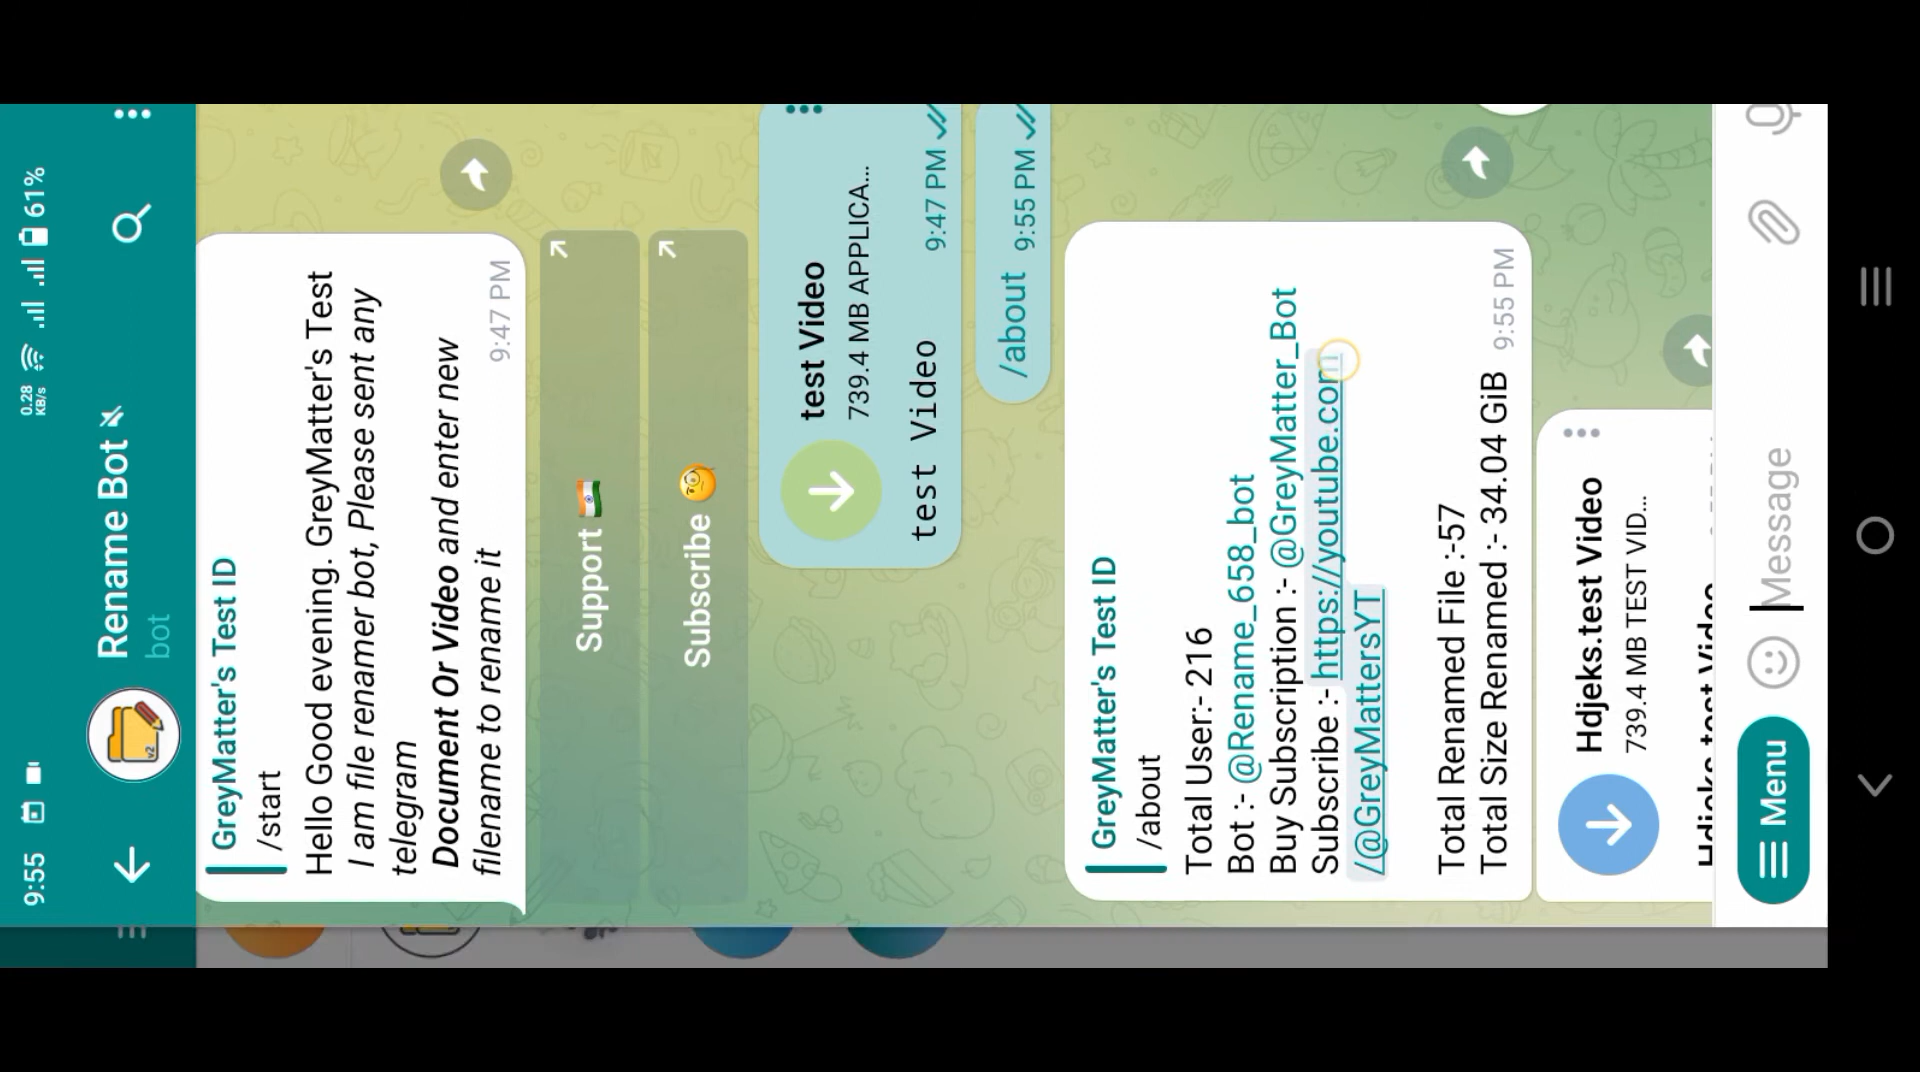 9:55
0.28
KB/s
61%
Rename Bot
bot
GreyMatter's Test ID
/start
Hello Good evening. GreyMatter's Test
I am file renamer bot, Please sent any
telegram
Document Or Video and enter new
filename to rename it
9:47 PM
Support
Subscribe
test Video
739.4 MB APPLICA...
test Video
9:47 PM
/about 9:55 PM
GreyMatter's Test ID
/about
Total User:- 216
Bot :- @Rename_658_bot
Buy Subscription :- @GreyMatter_Bot
Subscribe :- https://youtube.com
/@GreyMattersYT
Total Renamed File :-57
Total Size Renamed :- 34.04 GiB
9:55 PM
Hdjeks.test Video
739.4 MB TEST VID...
Menu
Message